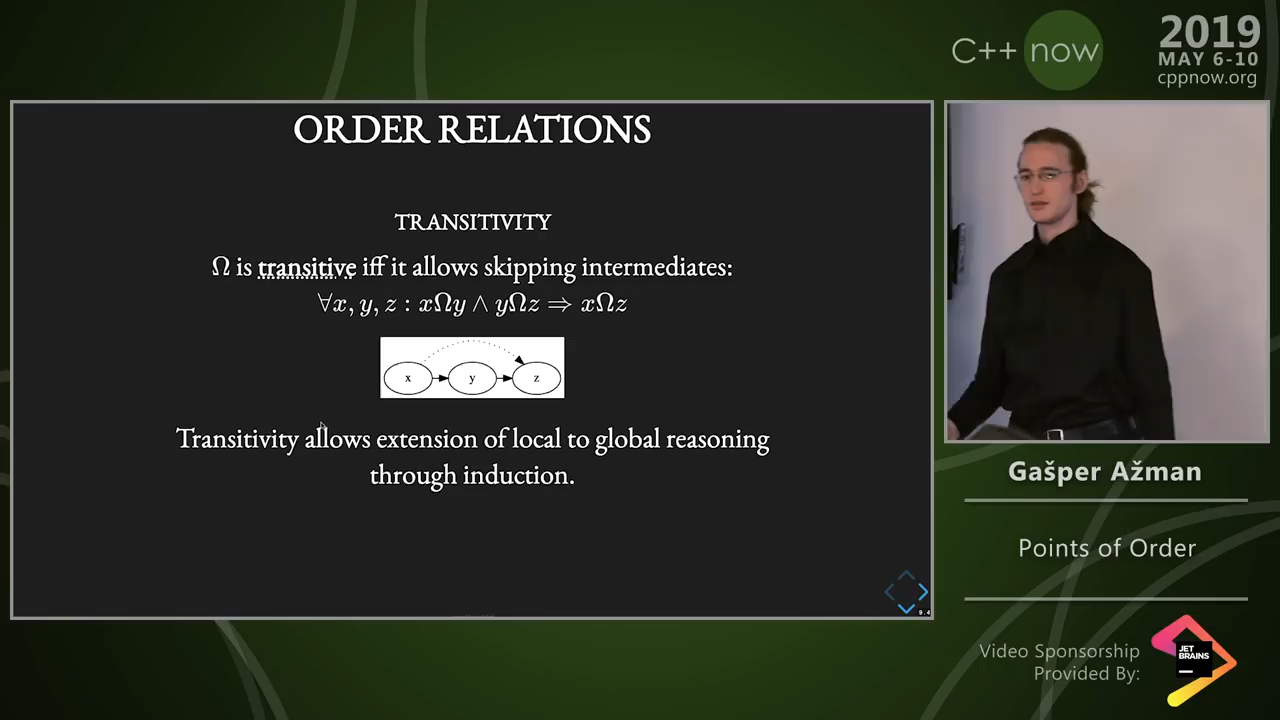 C++ now
2019
MAY 6-10
cppnow.org
ORDER RELATIONS
TRANSITIVITY
Ω is transitive iff it allows skipping intermediates:
∀x, y, z : xΩy ∧ yΩz ⇒ xΩz
x y z
Transitivity allows extension of local to global reasoning
through induction.
9.4
Gašper Ažman
Points of Order
Video Sponsorship
Provided By:
JET
BRAINS